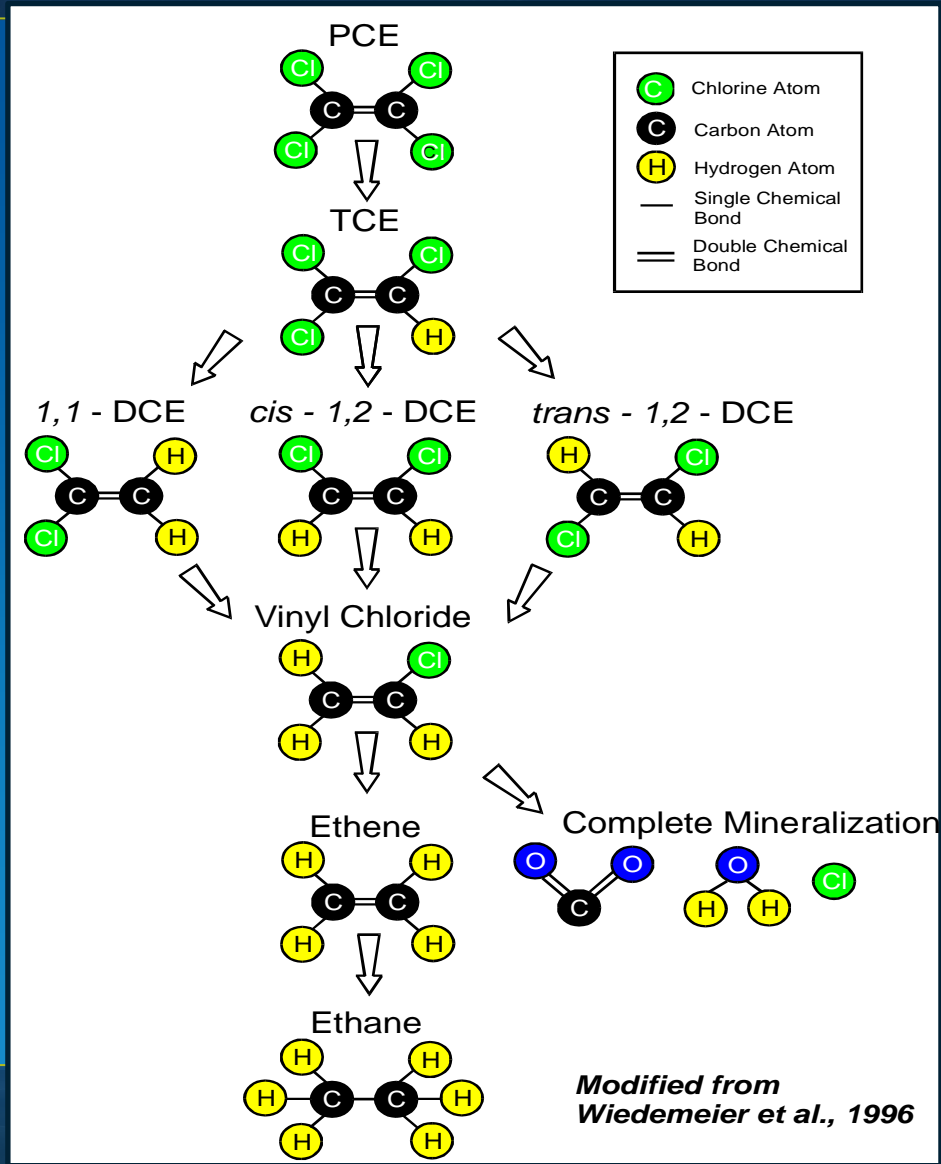 PCE
Cl Cl
C C
Cl Cl
C Chlorine Atom
C Carbon Atom
H Hydrogen Atom
Single Chemical
Bond
Double Chemical
Bond
TCE
Cl Cl
C C
Cl H
1,1 - DCE
Cl H
C C
Cl H
cis - 1,2 - DCE
Cl Cl
C C
H H
trans - 1,2 - DCE
H Cl
C C
Cl H
Vinyl Chloride
H Cl
C C
H H
Ethene
H H
C C
H H
Complete Mineralization
O O
C
O
H H
Cl
Ethane
H H
H C C H
H H
Modified from
Wiedemeier et al., 1996